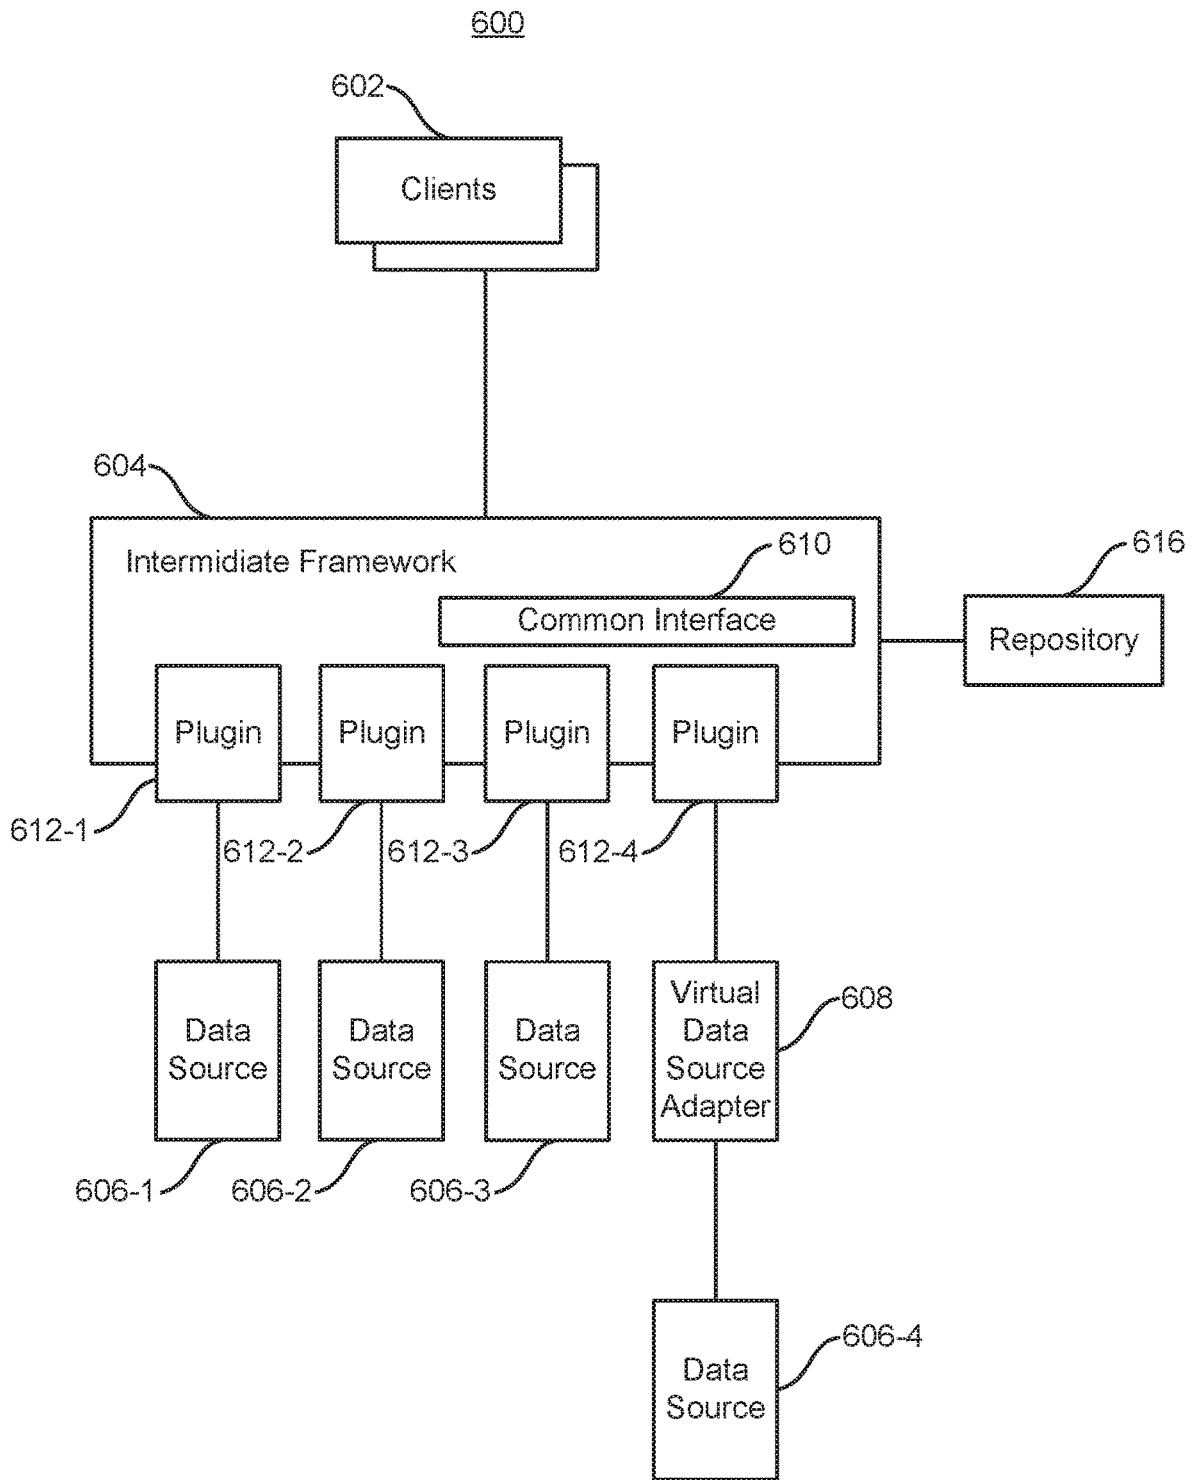 600
602
Clients
604
Intermidiate Framework
610
616
Common Interface
Repository
Plugin
Plugin
Plugin
Plugin
612-1
612-2
612-3
612-4
Data
Source
Data
Source
Data
Source
Virtual
Data
Source
Adapter
608
606-1
606-2
606-3
606-4
Data
Source